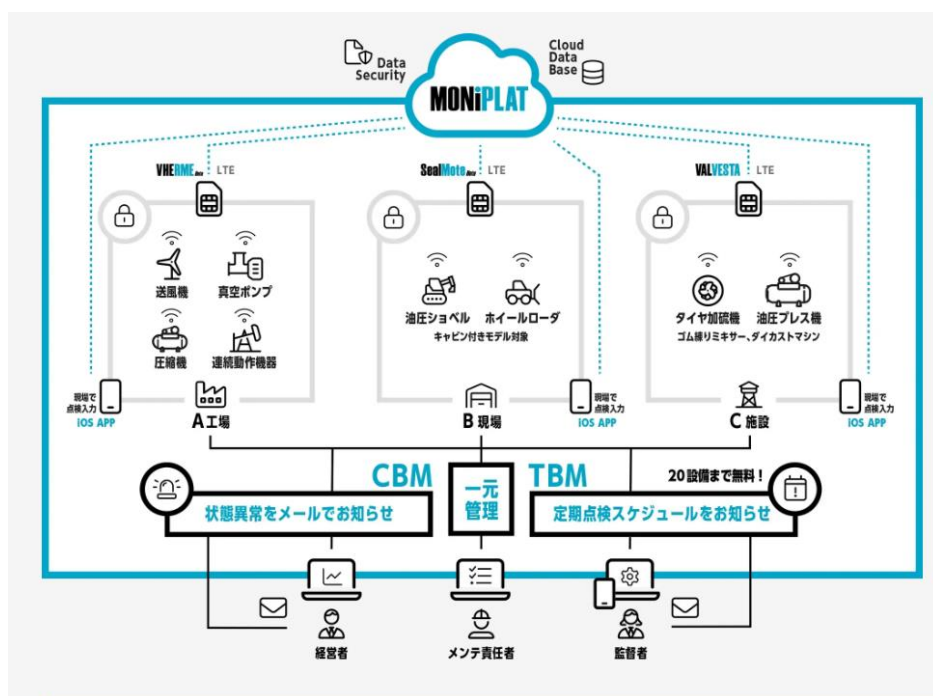 Data
Security
Cloud
Data
Base
MONiPLAT
VHERME Beta LTE
SealMoto Beta LTE
VALVESTA LTE
送風機
真空ポンプ
圧縮機
連続動作機器
油圧ショベル
ホイールローダ
キャビン付きモデル対象
タイヤ加硫機
油圧プレス機
ゴム練りミキサー、ダイカストマシン
現場で
点検入力
iOS APP
A工場
B現場
現場で
点検入力
iOS APP
C施設
現場で
点検入力
iOS APP
CBM
状態異常をメールでお知らせ
一元
管理
TBM
20設備まで無料！
定期点検スケジュールをお知らせ
経営者
メンテ責任者
監督者